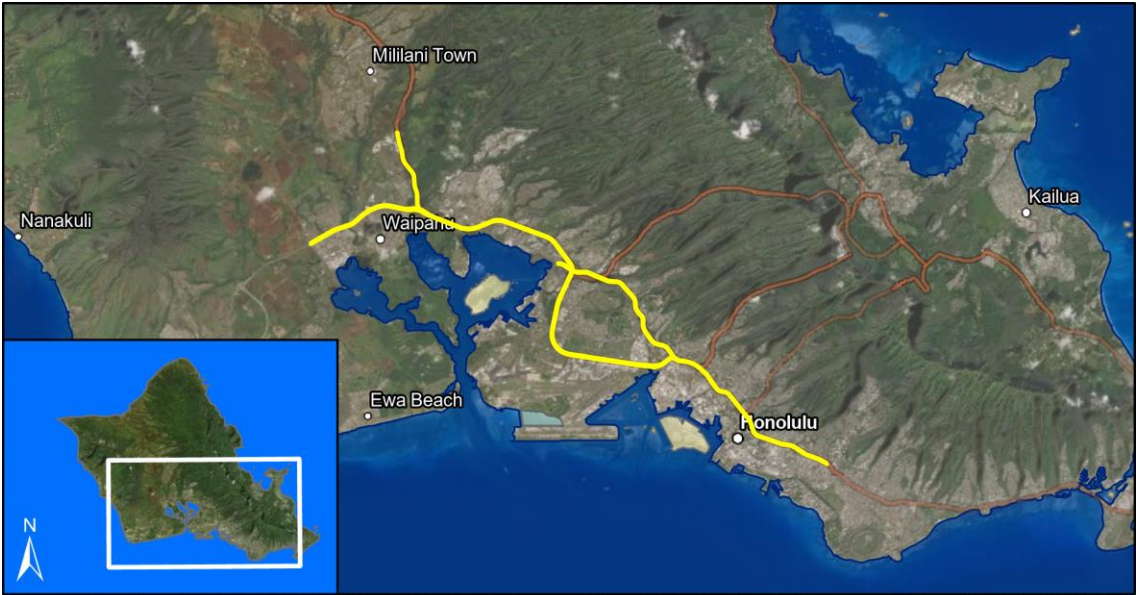 Mililani Town
Nanakuli
Waipahu
Kailua
Ewa Beach
Honolulu
N